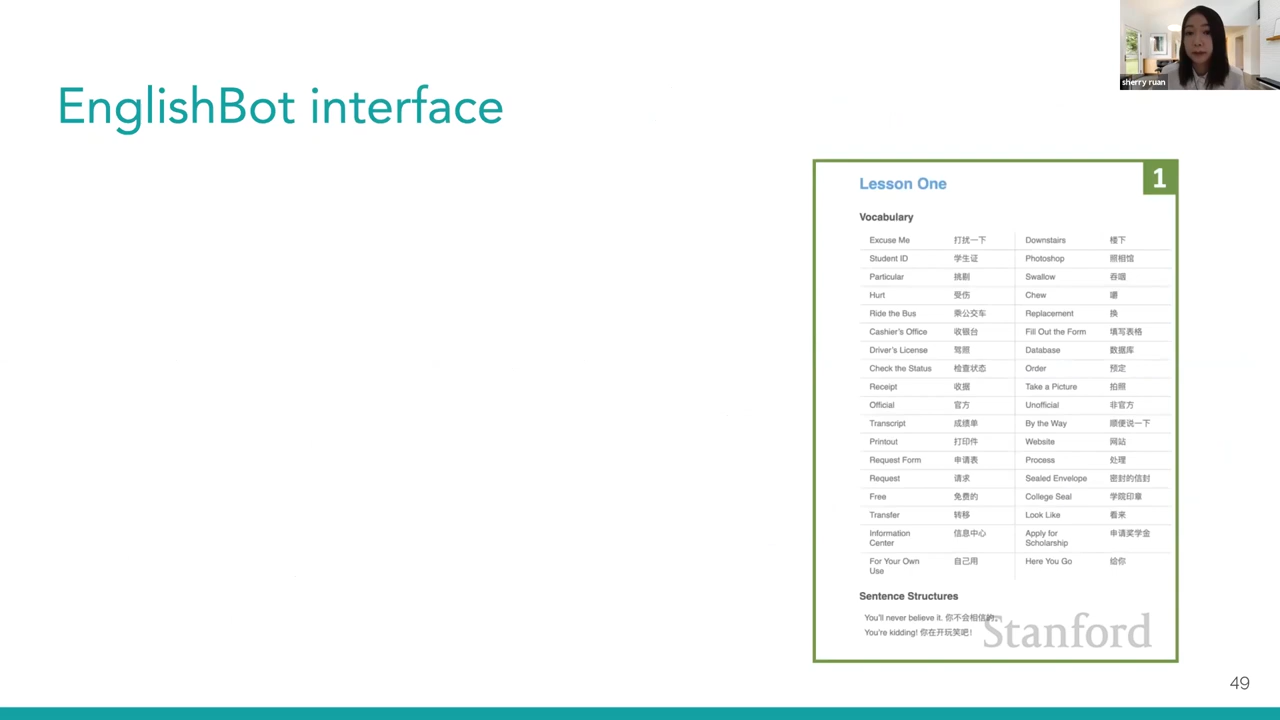 sherry ruan
EnglishBot interface
1
Lesson One
Vocabulary
Excuse Me 打扰一下 Downstairs 楼下
Student ID 学生证 Photoshop 照相馆
Particular 挑剔 Swallow 吞咽
Hurt 受伤 Chew 嚼
Ride the Bus 乘公交车 Replacement 换
Cashier's Office 收银台 Fill Out the Form 填写表格
Driver's License 驾照 Database 数据库
Check the Status 检查状态 Order 预定
Receipt 收据 Take a Picture 拍照
Official 官方 Unofficial 非官方
Transcript 成绩单 By the Way 顺便说一下
Printout 打印件 Website 网站
Request Form 申请表 Process 处理
Request 请求 Sealed Envelope 密封的信封
Free 免费的 College Seal 学院印章
Transfer 转移 Look Like 看来
Information 信息中心 Apply for 申请奖学金
Center Scholarship
For Your Own 自己用 Here You Go 给你
Use
Sentence Structures
You'll never believe it. 你不会相信的。
You're kidding! 你在开玩笑吧!
Stanford
49